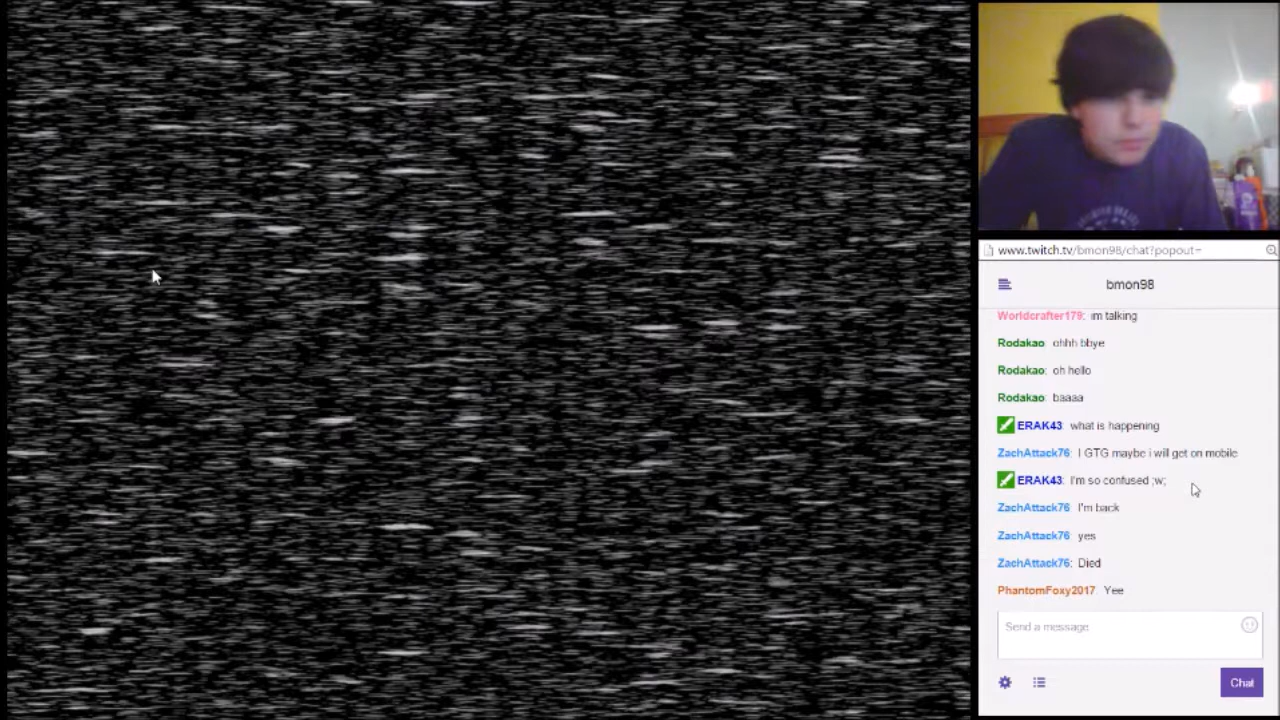 www.twitch.tv/bmon98/chat?popout=
bmon98
Worldcrafter179: im talking
Rodakao: ohhh bbye
Rodakao: oh hello
Rodakao: baaaa
ERAK43: what is happening
ZachAttack76: I GTG maybe i will get on mobile
ERAK43: I'm so confused ;w;
ZachAttack76: I'm back
ZachAttack76: yes
ZachAttack76: Died
PhantomFoxy2017: Yee
Send a message
Chat